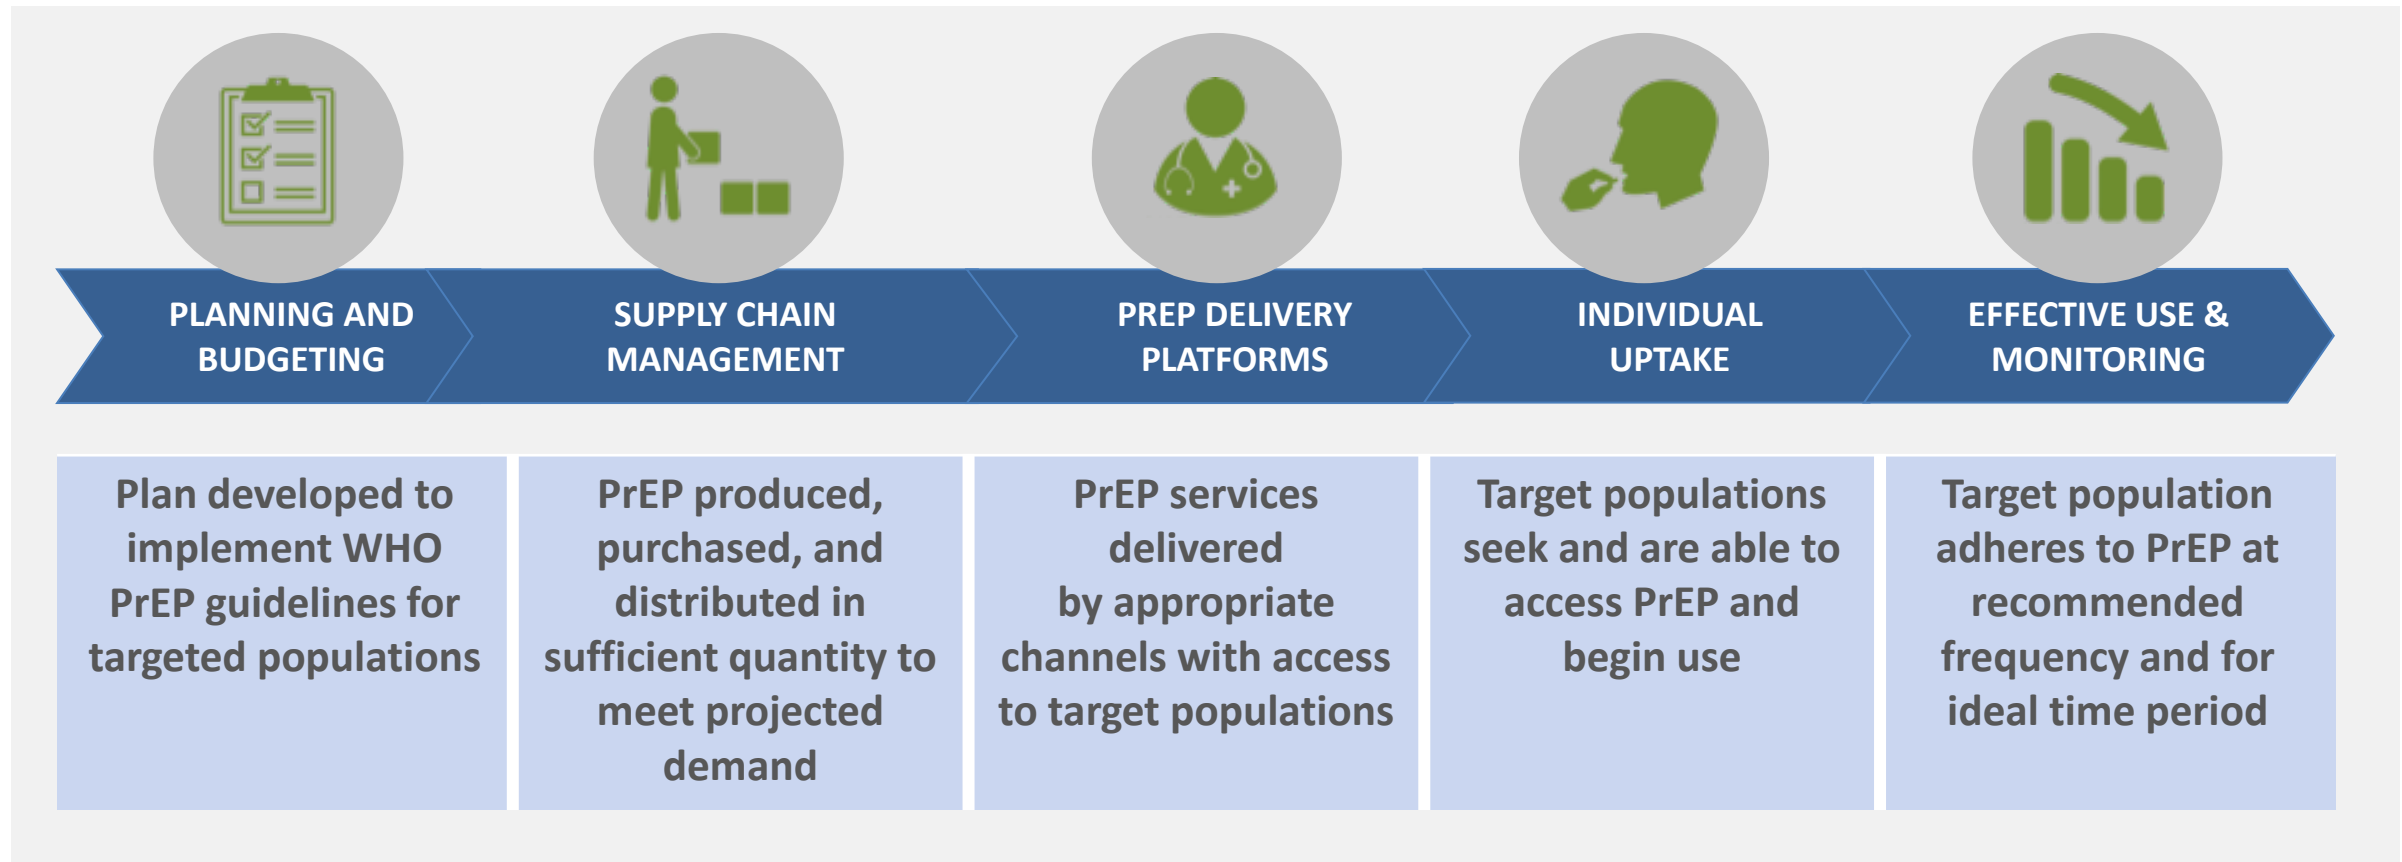 PLANNING AND
BUDGETING
SUPPLY CHAIN
MANAGEMENT
PREP DELIVERY
PLATFORMS
INDIVIDUAL
UPTAKE
EFFECTIVE USE &
MONITORING
Plan developed to
implement WHO
PrEP guidelines for
targeted populations
PrEP produced,
purchased, and
distributed in
sufficient quantity to
meet projected
demand
PrEP services
delivered
by appropriate
channels with access
to target populations
Target populations
seek and are able to
access PrEP and
begin use
Target population
adheres to PrEP at
recommended
frequency and for
ideal time period